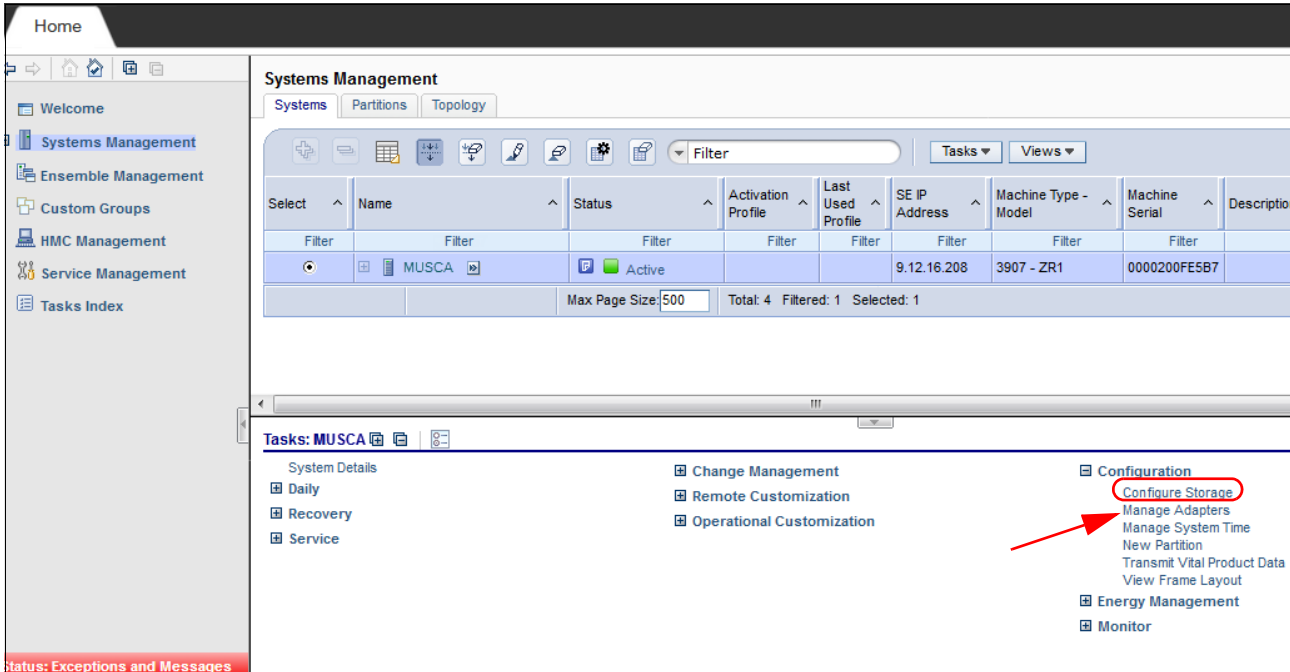 Home
Welcome
Systems Management
Ensemble Management
Custom Groups
HMC Management
Service Management
Tasks Index
Status: Exceptions and Messages
Systems Management
Systems Partitions Topology
Filter Tasks Views
Select Name Status Activation Profile Last Used Profile SE IP Address Machine Type - Model Machine Serial Descriptio
Filter Filter Filter Filter Filter Filter Filter Filter
MUSCA Active 9.12.16.208 3907 - ZR1 0000200FE5B7
Max Page Size: 500 Total: 4 Filtered: 1 Selected: 1
Tasks: MUSCA
System Details
Daily
Recovery
Service
Change Management
Remote Customization
Operational Customization
Configuration
Configure Storage
Manage Adapters
Manage System Time
New Partition
Transmit Vital Product Data
View Frame Layout
Energy Management
Monitor